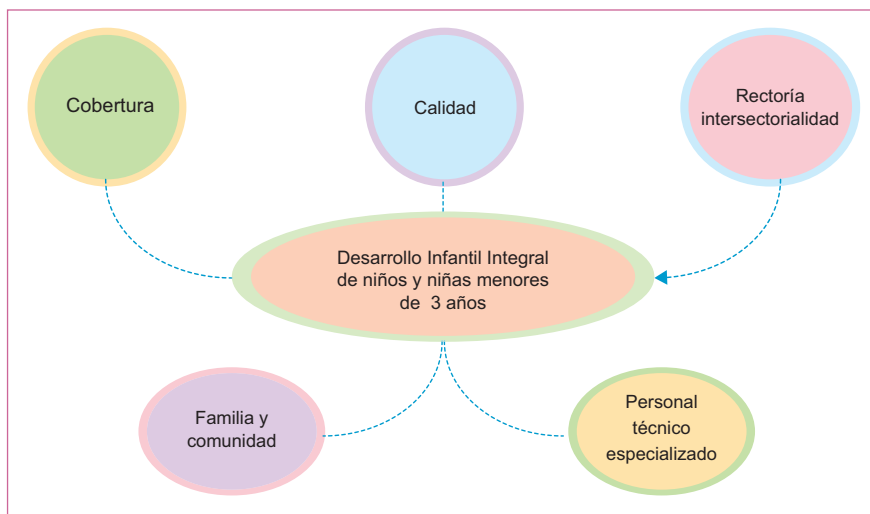 Cobertura
Calidad
Rectoría
intersectorialidad
Desarrollo Infantil Integral
de niños y niñas menores
de 3 años
Familia y
comunidad
Personal
técnico
especializado